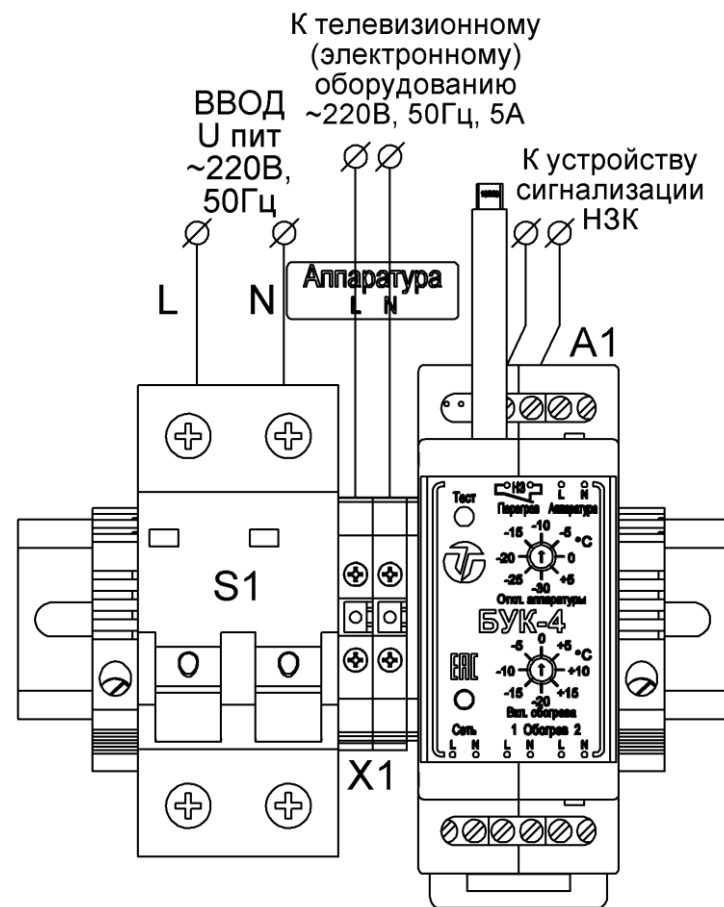 К телевизионному
(электронному)
оборудованию
~220В, 50Гц, 5А
ВВОД
U пит
~220В,
50Гц
К устройству
сигнализации
НЗК
L N
Аппаратура
L N
A1
S1
X1
Тест
НЗ
L N
Перегрев Аппаратура
-10
-15 -5
°C
-20 0
-25 +5
-30
Откл. аппаратуры
БУК-4
0
-5 +5
°C
EAC
-10 +10
-15 +15
-20
Вкл. обогрева
Сеть 1 Обогрев 2
L N L N L N